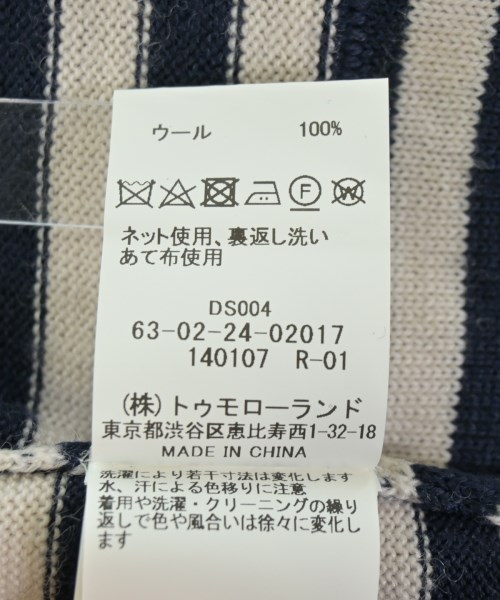 ウール 100%
F W
ネット使用、裏返し洗い
あて布使用
DS004
63-02-24-02017
140107 R-01
(株)トゥモローランド
東京都渋谷区恵比寿西1-32-18
MADE IN CHINA
洗濯により若干寸法は変化します
水、汗による色移りに注意
着用や洗濯・クリーニングの繰り
返しで色や風合いは徐々に変化し
ます